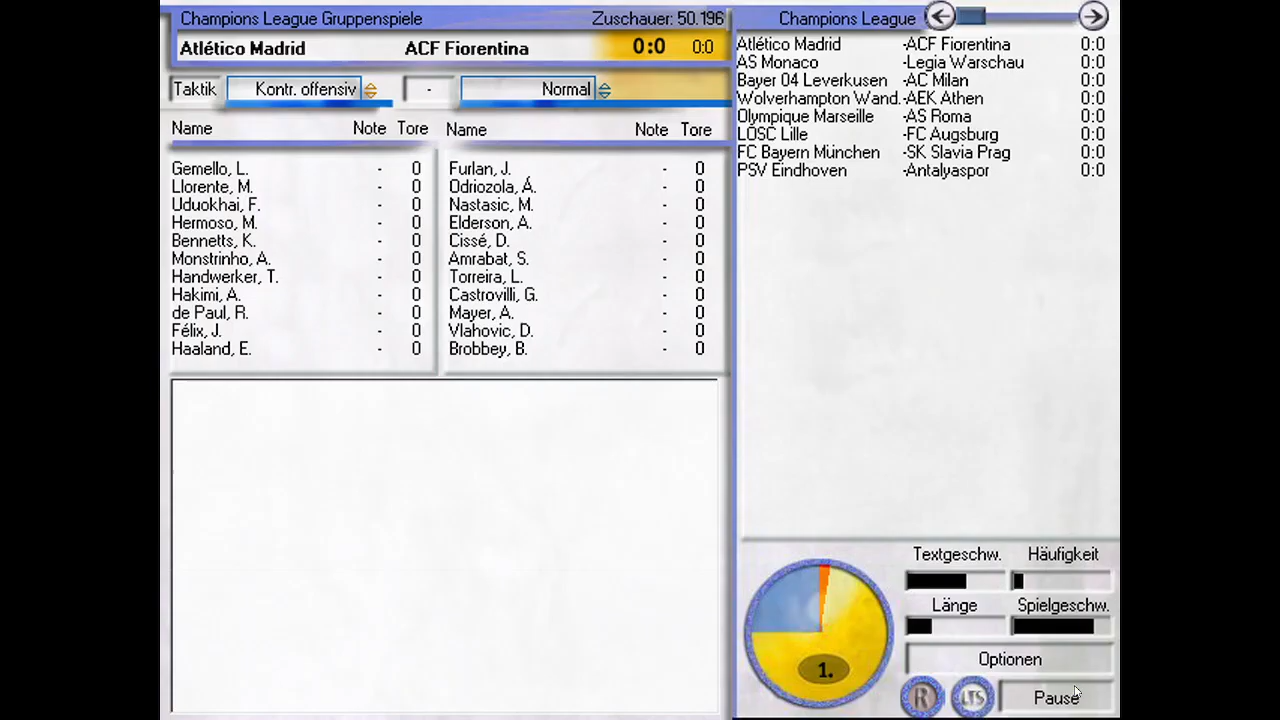 Champions League Gruppenspiele Zuschauer: 50.196
Atlético Madrid ACF Fiorentina 0:0 0:0
Taktik Kontr. offensiv - Normal
Name Note Tore Name Note Tore
Gemello, L. - 0 Furlan, J. - 0
Llorente, M. - 0 Odriozola, Á. - 0
Uduokhai, F. - 0 Nastasic, M. - 0
Hermoso, M. - 0 Elderson, A. - 0
Bennetts, K. - 0 Cissé, D. - 0
Monstrinho, A. - 0 Amrabat, S. - 0
Handwerker, T. - 0 Torreira, L. - 0
Hakimi, A. - 0 Castrovilli, G. - 0
de Paul, R. - 0 Mayer, A. - 0
Félix, J. - 0 Vlahovic, D. - 0
Haaland, E. - 0 Brobbey, B. - 0
Champions League
Atlético Madrid -ACF Fiorentina 0:0
AS Monaco -Legia Warschau 0:0
Bayer 04 Leverkusen -AC Milan 0:0
Wolverhampton Wand. -AEK Athen 0:0
Olympique Marseille -AS Roma 0:0
LOSC Lille -FC Augsburg 0:0
FC Bayern München -SK Slavia Prag 0:0
PSV Eindhoven -Antalyaspor 0:0
Textgeschw. Häufigkeit
Länge Spielgeschw.
1.
Optionen
R LTS Pause